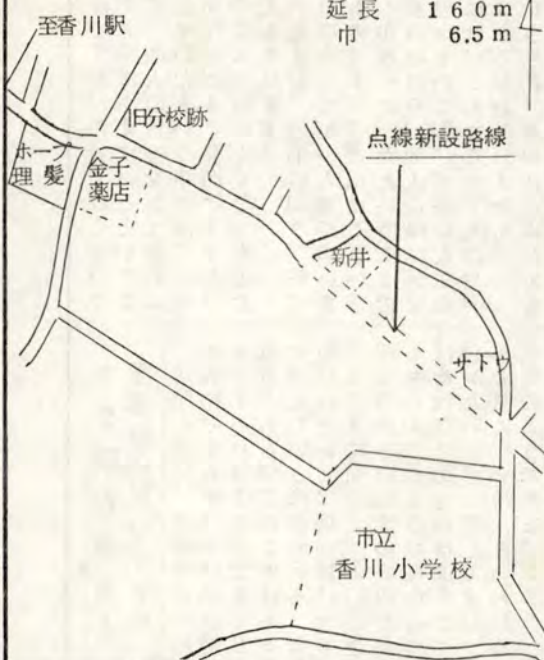 延長 160m
巾 6.5m
至香川駅
旧分校跡
点線新設路線
ホープ
理髪
金子
薬店
新井
サトウ
市立
香川小学校